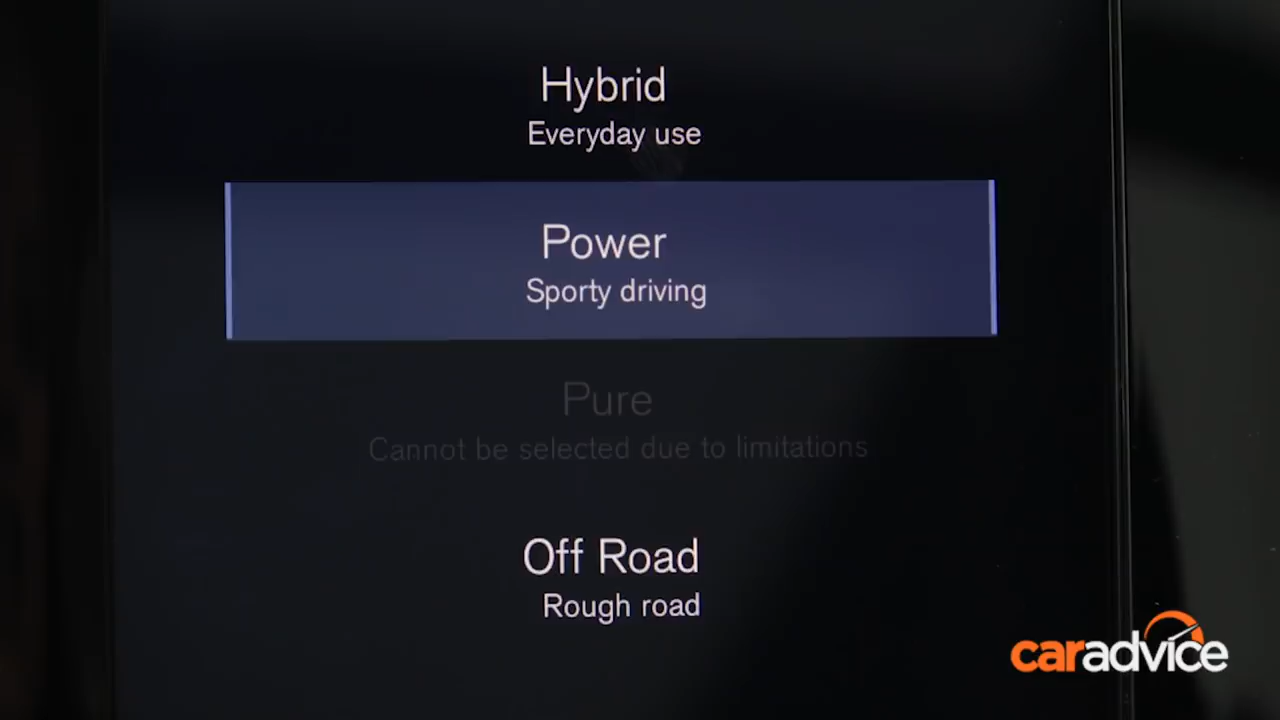 Hybrid
Everyday use
Power
Sporty driving
Pure
Cannot be selected due to limitations
Off Road
Rough road
caradvice